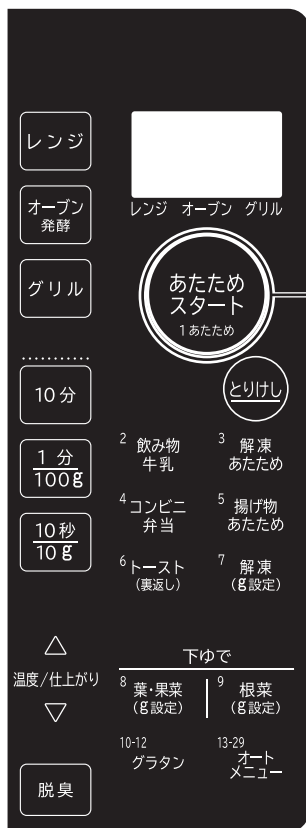 レンジ
オーブン
発酵
グリル
10分
1分
100g
10秒
10g
温度/仕上がり
脱臭
レンジ オーブン グリル
あたため
スタート
1あたため
とりけし
2 飲み物
牛乳
3 解凍
あたため
4 コンビニ
弁当
5 揚げ物
あたため
6 トースト
(裏返し)
7 解凍
(g設定)
下ゆで
8 葉・果菜
(g設定)
9 根菜
(g設定)
10-12
グラタン
13-29
オート
メニュー